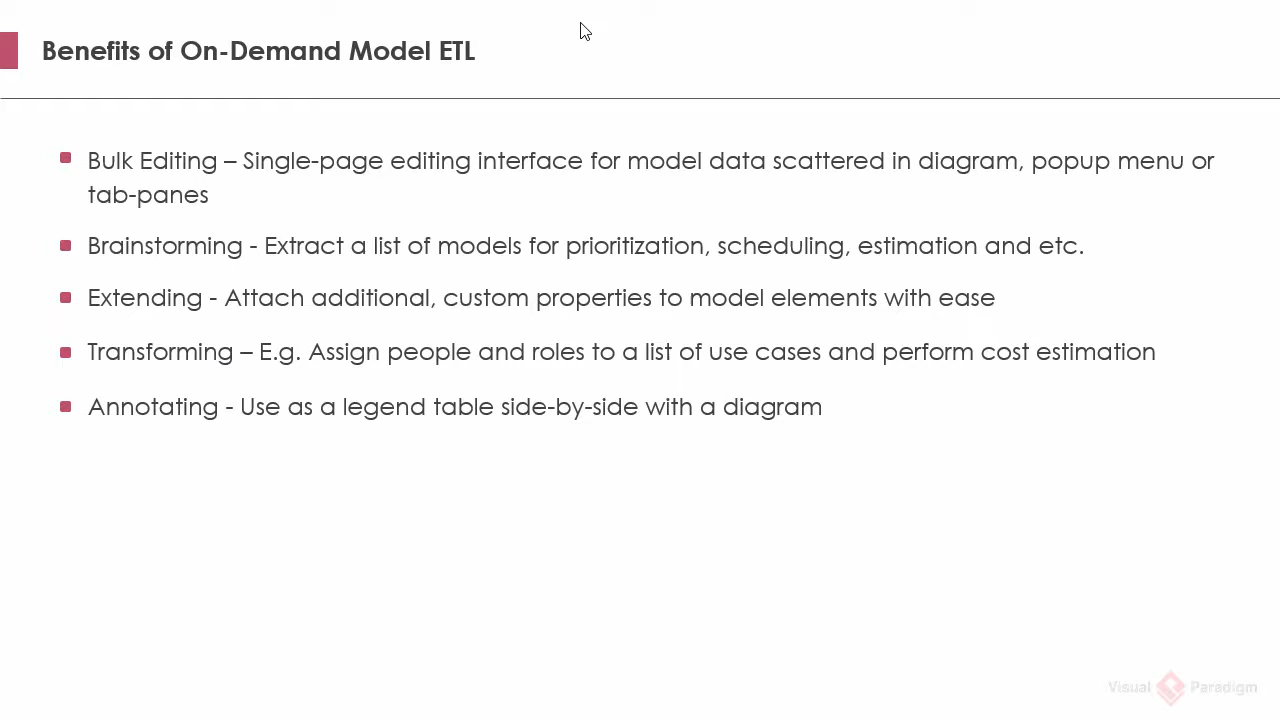 Benefits of On-Demand Model ETL
Bulk Editing – Single-page editing interface for model data scattered in diagram, popup menu or
tab-panes
Brainstorming - Extract a list of models for prioritization, scheduling, estimation and etc.
Extending - Attach additional, custom properties to model elements with ease
Transforming – E.g. Assign people and roles to a list of use cases and perform cost estimation
Annotating - Use as a legend table side-by-side with a diagram
Visual Paradigm